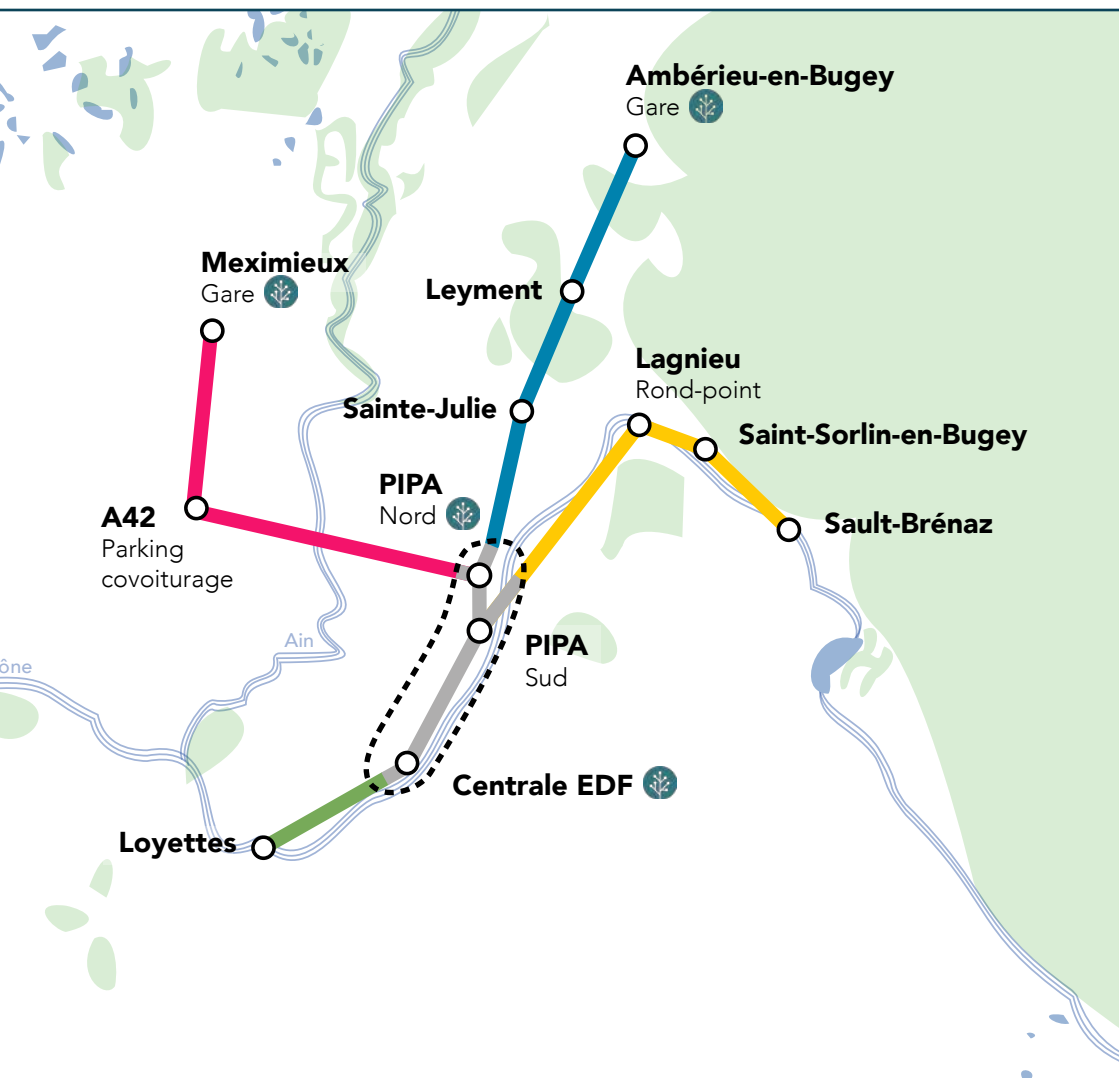 Ambérieu-en-Bugey
Gare
Meximieux
Gare
Leyment
Lagnieu
Rond-point
Sainte-Julie
Saint-Sorlin-en-Bugey
PIPA
Nord
A42
Parking
covoiturage
Sault-Brénaz
Ain
PIPA
Sud
ône
Centrale EDF
Loyettes